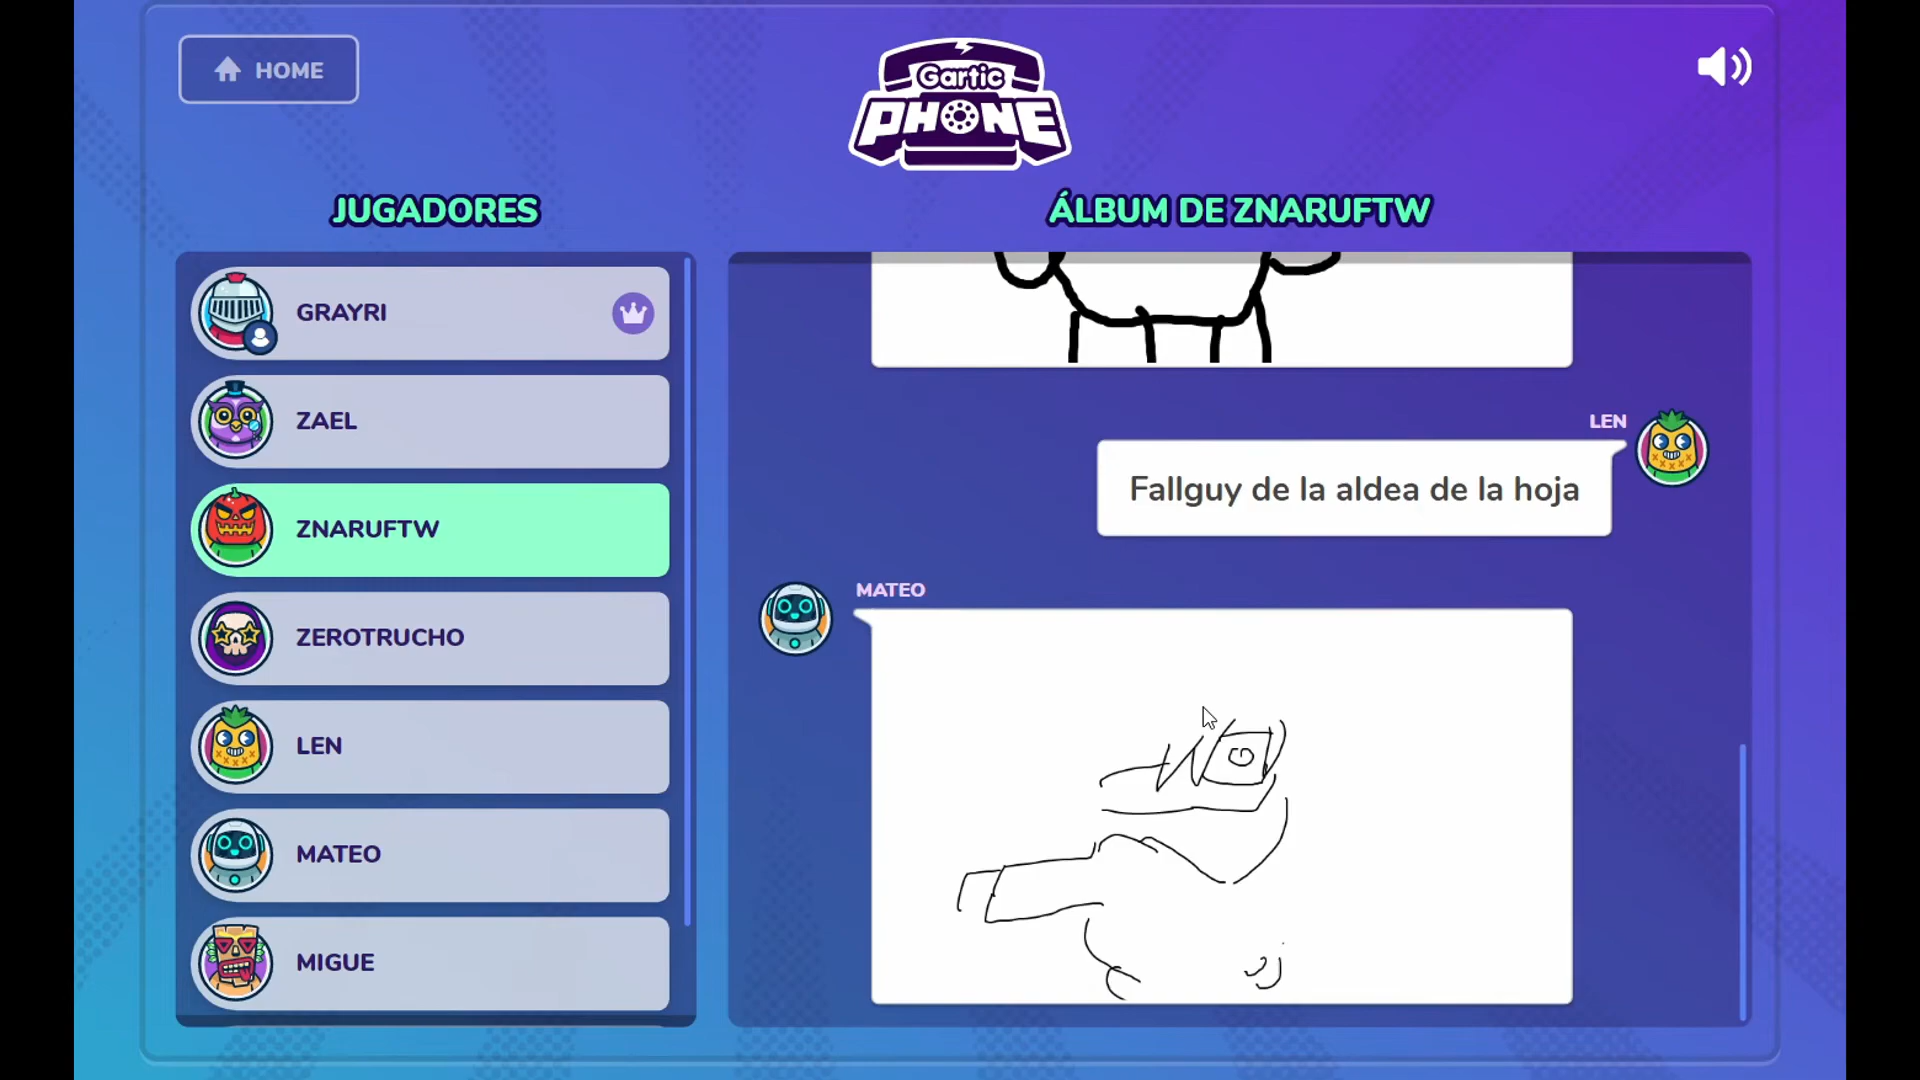 HOME
Gartic
PHONE
JUGADORES
ÁLBUM DE ZNARUFTW
GRAYRI
ZAEL
ZNARUFTW
ZEROTRUCHO
LEN
MATEO
MIGUE
LEN
Fallguy de la aldea de la hoja
MATEO